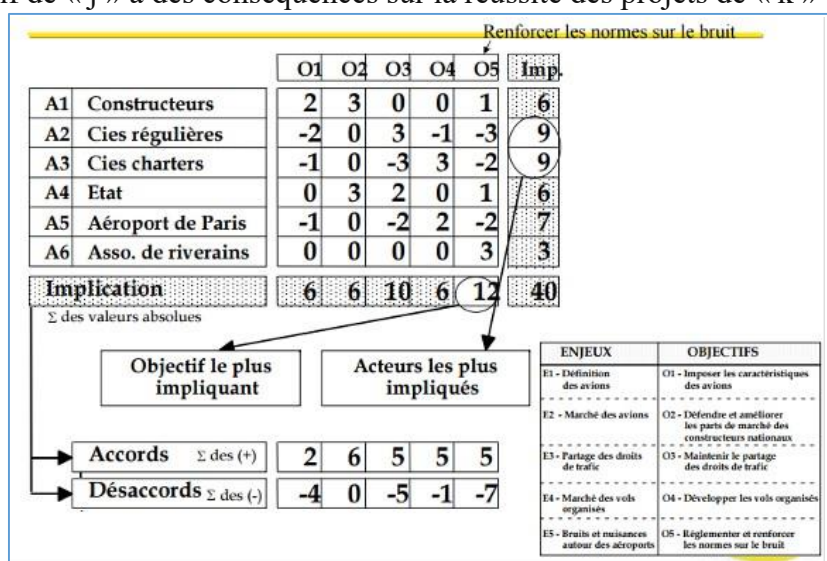 Renforcer les normes sur le bruit
O1 O2 O3 O4 O5 Imp.
A1 Constructeurs 2 3 0 0 1 6
A2 Cies régulières -2 0 3 -1 -3 9
A3 Cies charters -1 0 -3 3 -2 9
A4 Etat 0 3 2 0 1 6
A5 Aéroport de Paris -1 0 -2 2 -2 7
A6 Asso. de riverains 0 0 0 0 3 3
Implication 6 6 10 6 12 40
Σ des valeurs absolues
Objectif le plus
impliquant
Acteurs les plus
impliqués
Accords Σ des (+) 2 6 5 5 5
Désaccords Σ des (-) -4 0 -5 -1 -7
ENJEUX OBJECTIFS
E1 - Définition
des avions
O1 - Imposer les caractéristiques
des avions
E2 - Marché des avions
O2 - Défendre et améliorer
les parts de marché des
constructeurs nationaux
E3 - Partage des droits
de trafic
O3 - Maintenir le partage
des droits de trafic
E4 - Marché des vols
organisés
O4 - Développer les vols organisés
E5 - Bruits et nuisances
autour des aéroports
O5 - Règlementer et renforcer
les normes sur le bruit